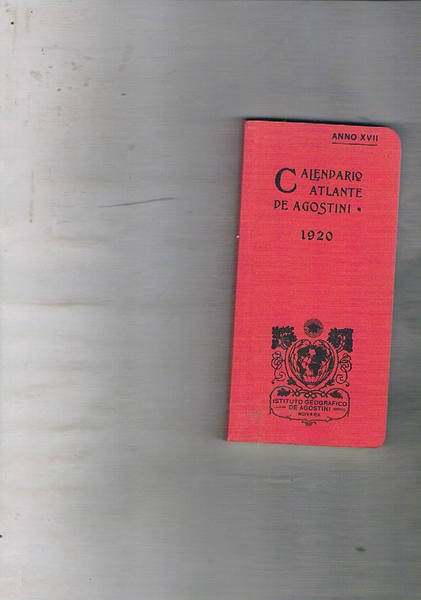 ANNO XVII
CALENDARIO
ATLANTE
DE AGOSTINI
1920
ISTITUTO GEOGRAFICO
DE AGOSTINI
NOVARA